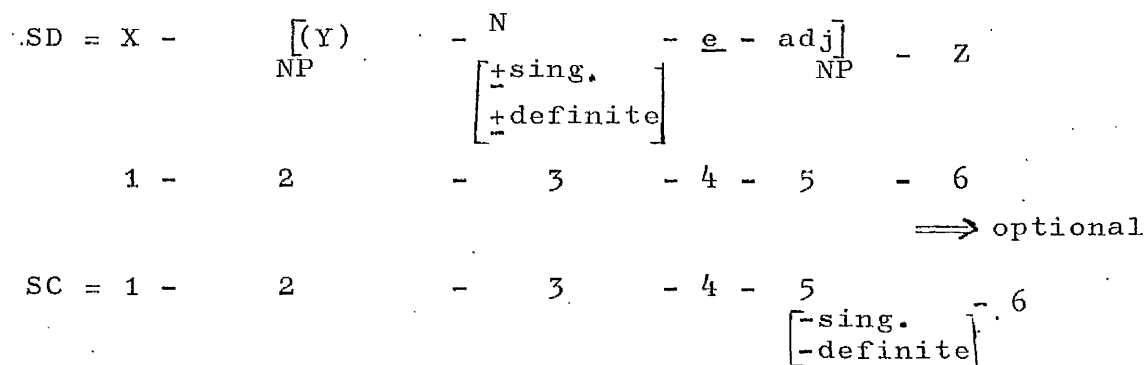 SD = X - [(Y) - N - e - adj] - Z
NP [±sing. NP
±definite]
1 - 2 - 3 - 4 - 5 - 6
⟹ optional
SC = 1 - 2 - 3 - 4 - 5 - 6
[-sing.
-definite]